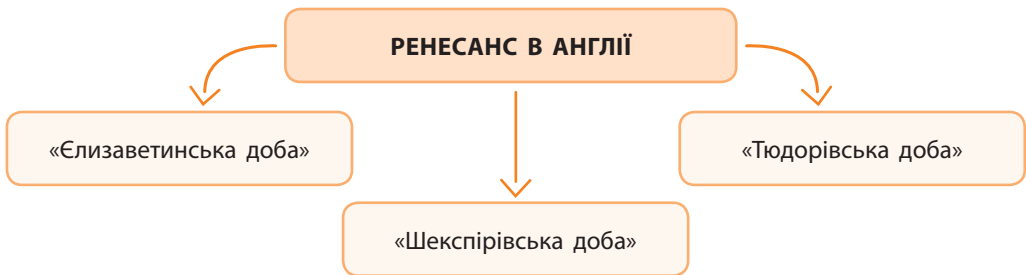 РЕНЕСАНС В АНГЛІЇ
«Єлизаветинська доба»
«Тюдорівська доба»
«Шекспірівська доба»